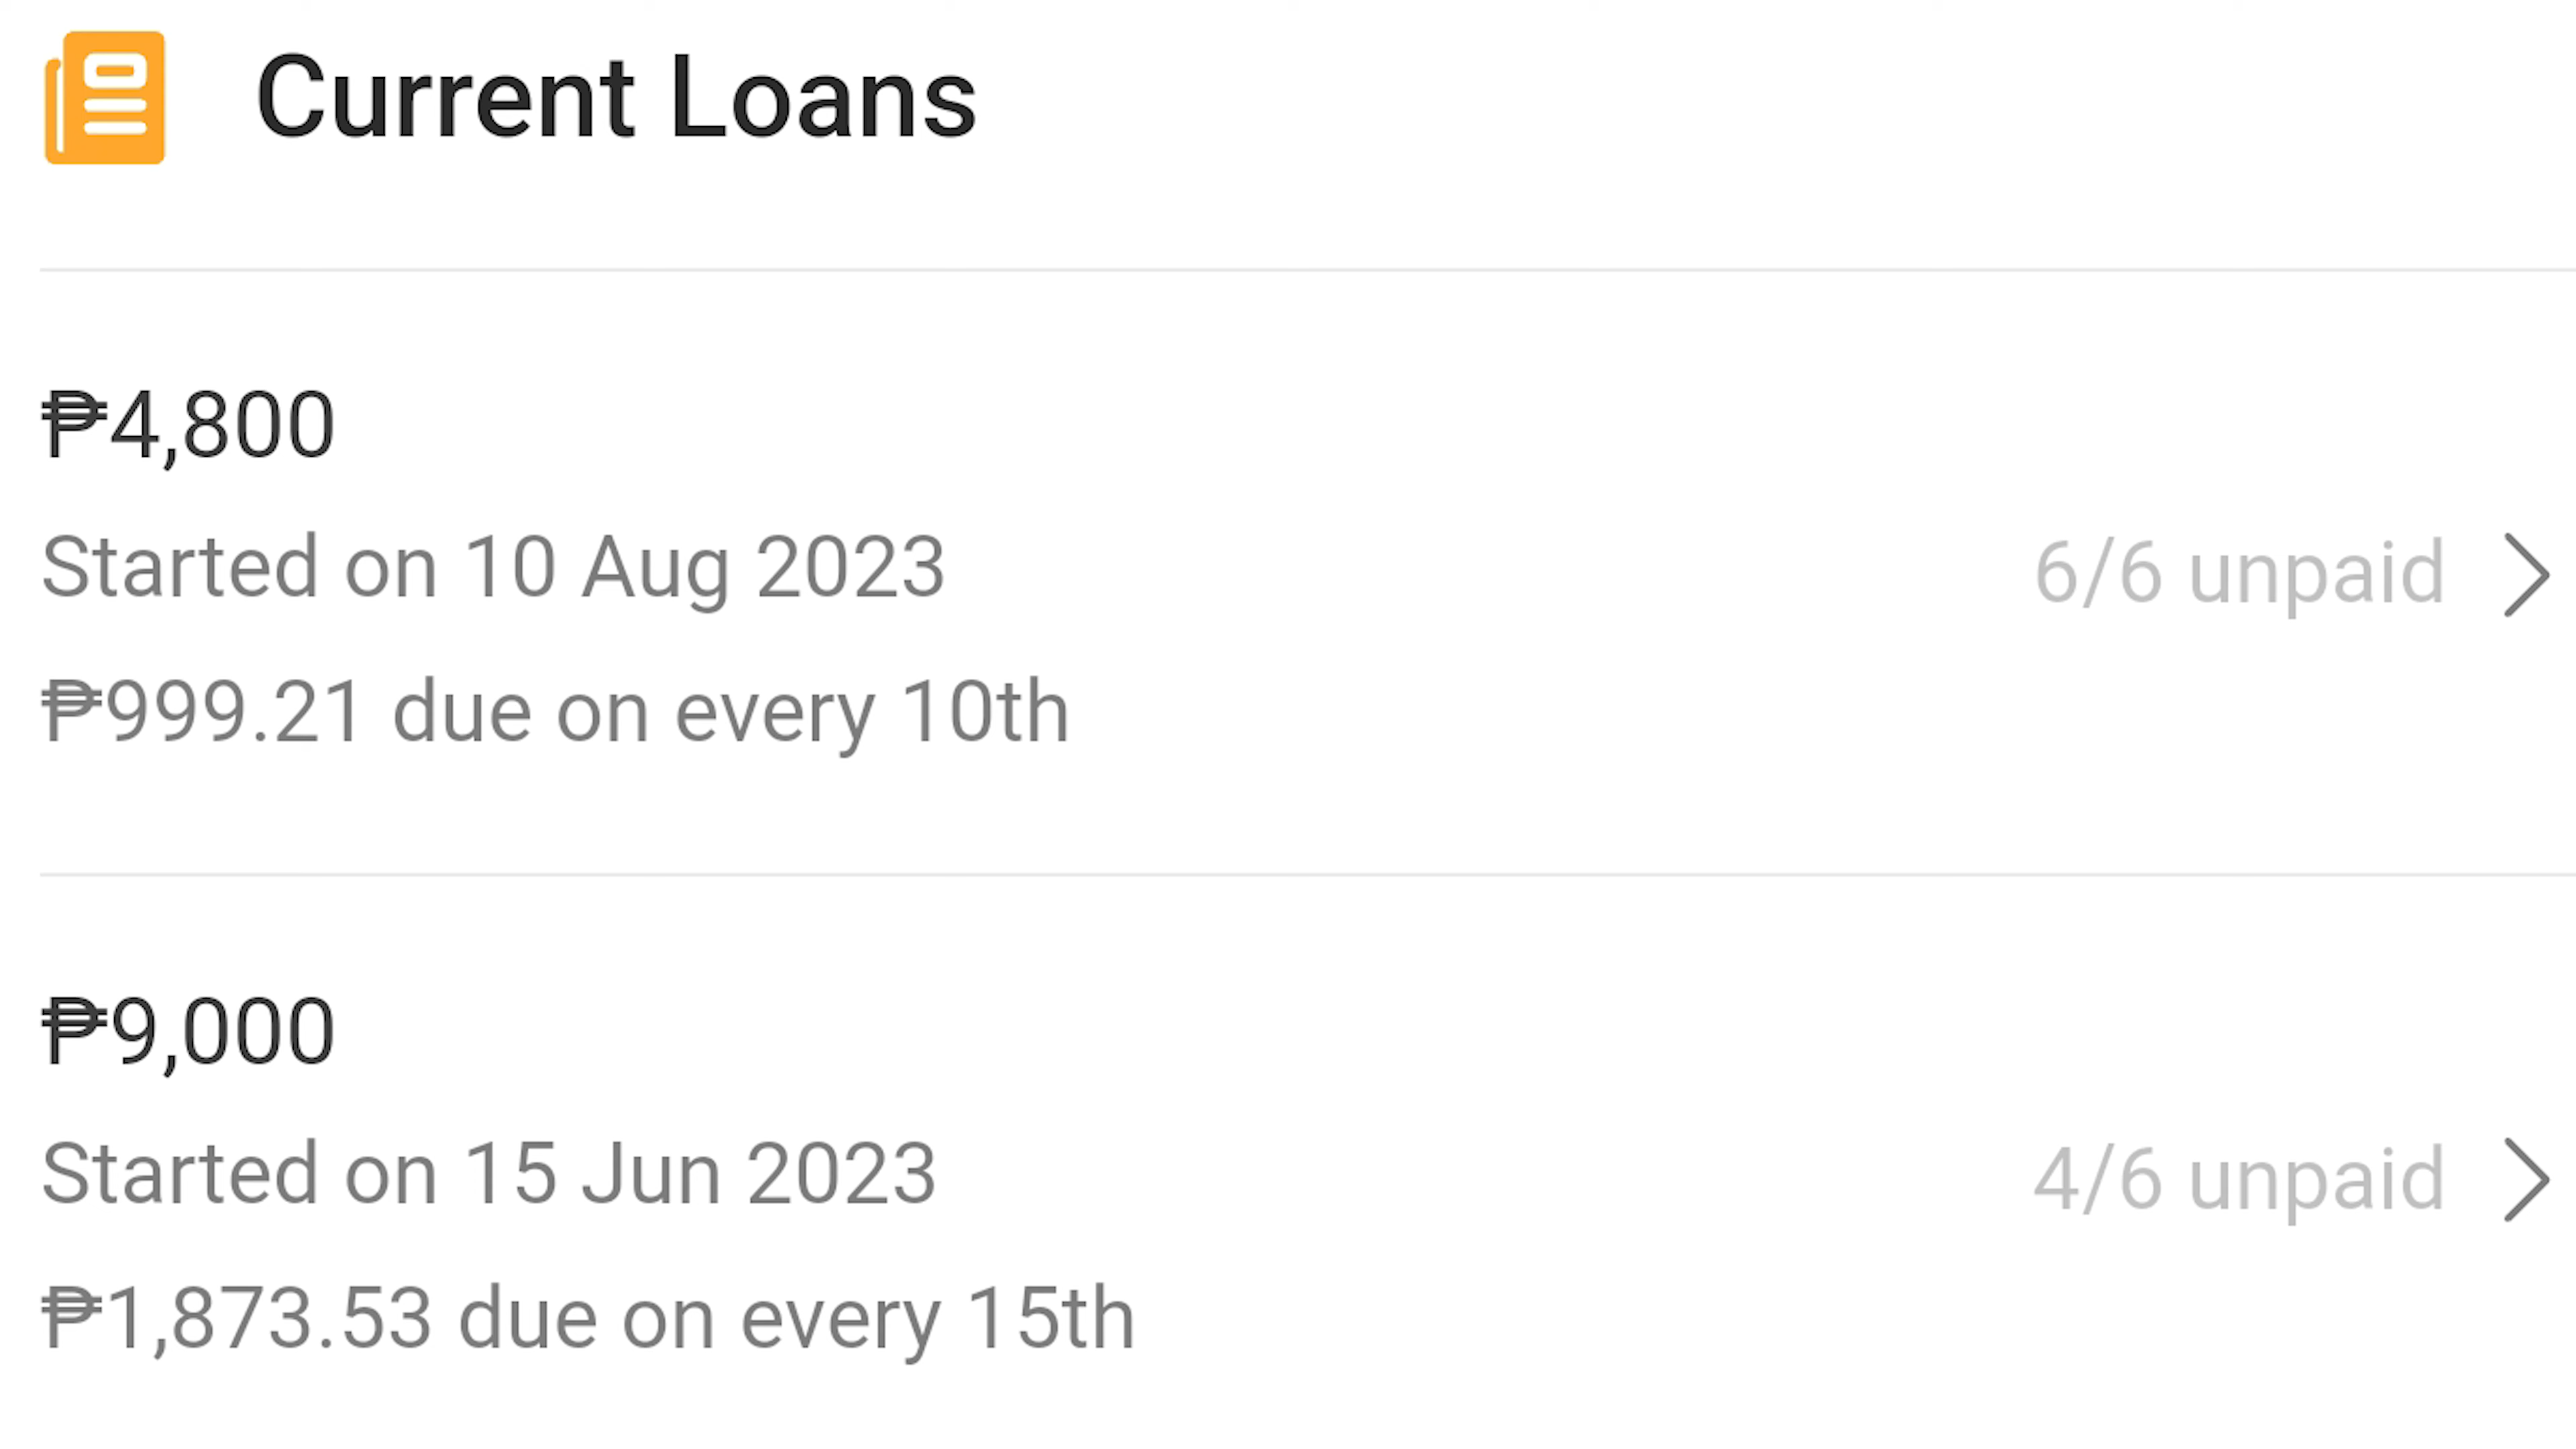 Current Loans
₱4,800
Started on 10 Aug 2023
6/6 unpaid
₱999.21 due on every 10th
₱9,000
Started on 15 Jun 2023
4/6 unpaid
₱1,873.53 due on every 15th